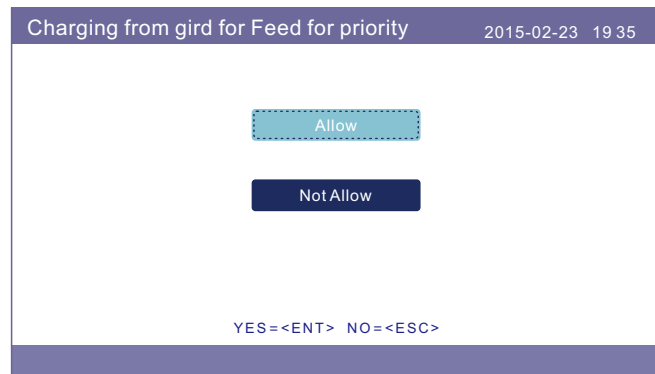 Charging from gird for Feed for priority 2015-02-23 19 35
Allow
Not Allow
YES=<ENT> NO=<ESC>